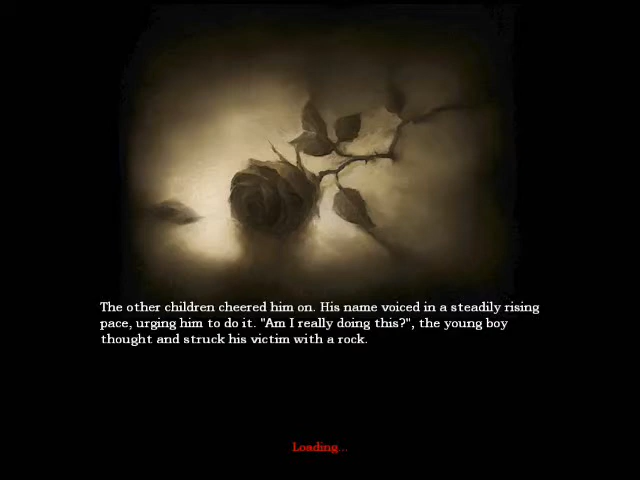 The other children cheered him on. His name voiced in a steadily rising
pace, urging him to do it. "Am I really doing this?", the young boy
thought and struck his victim with a rock.
Loading...